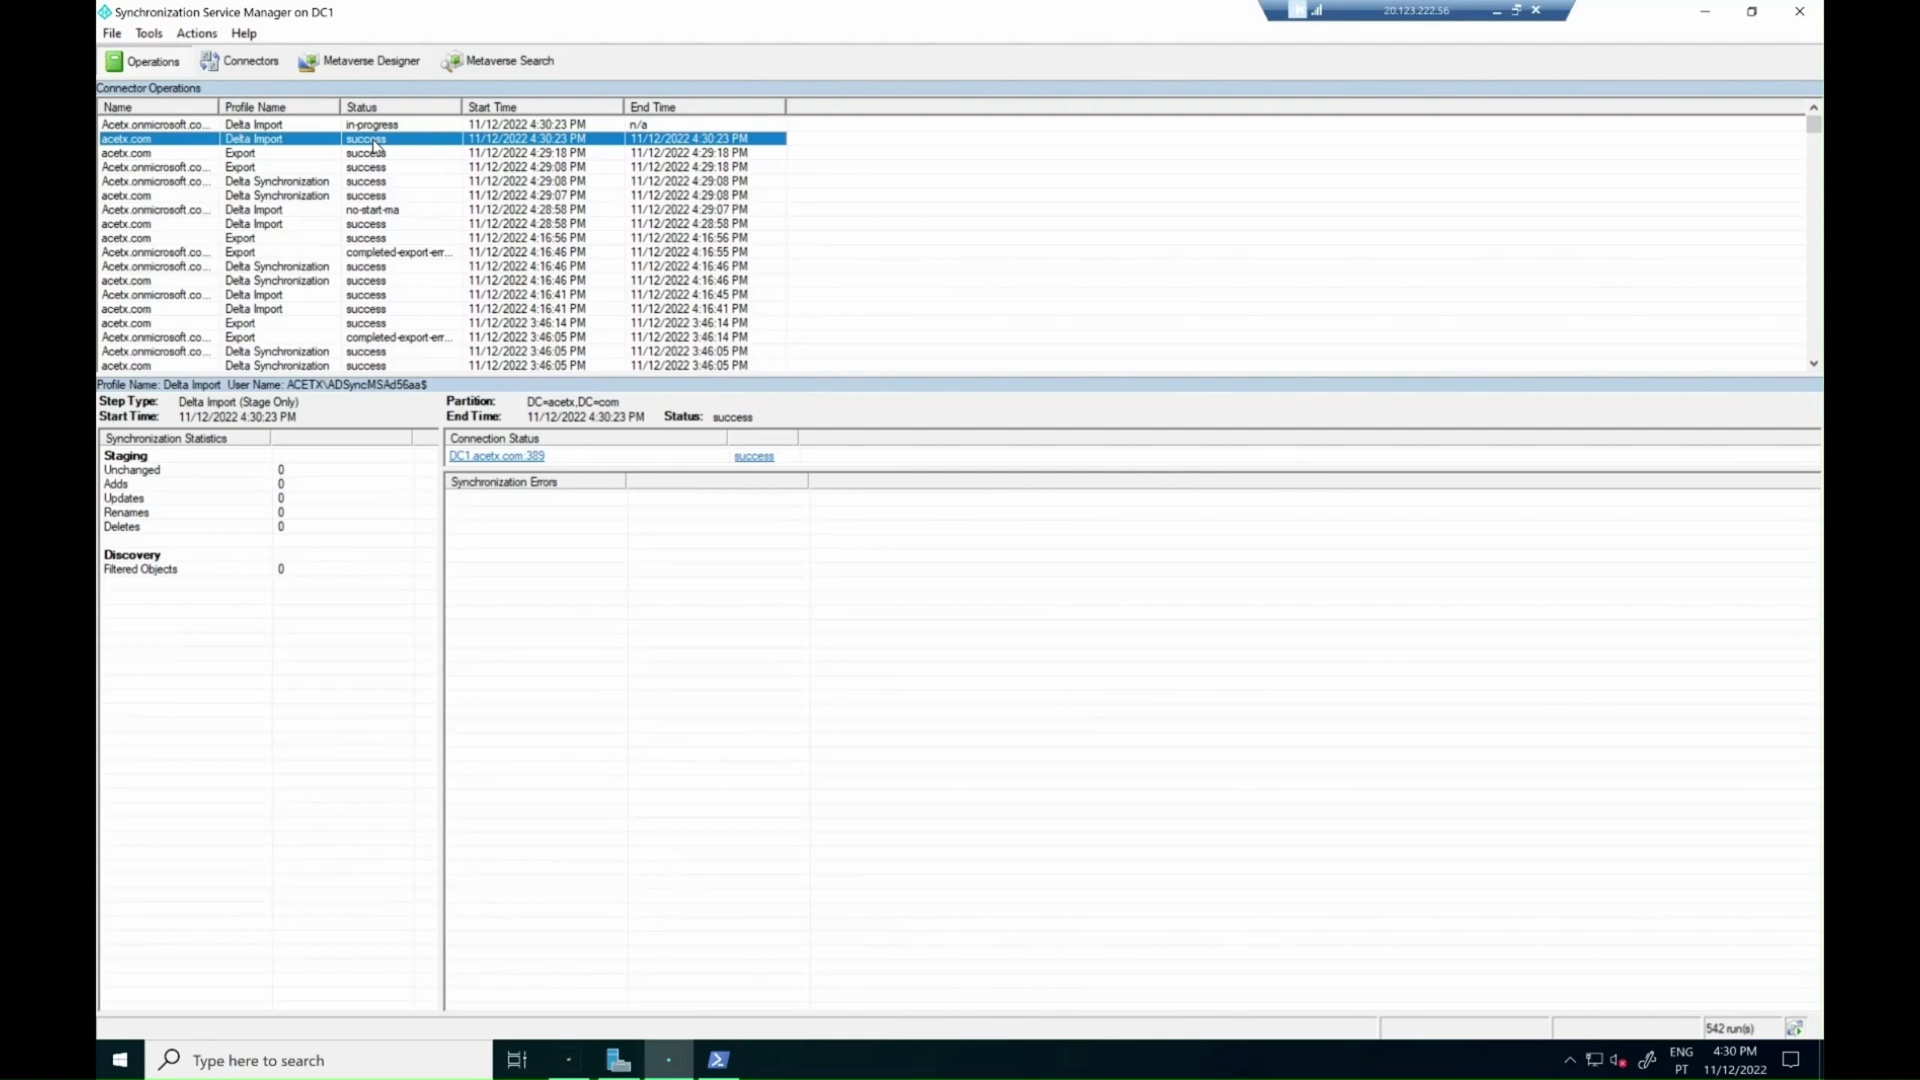 Synchronization Service Manager on DC1
20.123.222.56
File Tools Actions Help
Operations Connectors Metaverse Designer Metaverse Search
Connector Operations
Name Profile Name Status Start Time End Time
Acetx.onmicrosoft.co... Delta Import in-progress 11/12/2022 4:30:23 PM n/a
acetx.com Delta Import success 11/12/2022 4:30:23 PM 11/12/2022 4:30:23 PM
acetx.com Export success 11/12/2022 4:29:18 PM 11/12/2022 4:29:18 PM
Acetx.onmicrosoft.co... Export success 11/12/2022 4:29:08 PM 11/12/2022 4:29:18 PM
Acetx.onmicrosoft.co... Delta Synchronization success 11/12/2022 4:29:08 PM 11/12/2022 4:29:08 PM
acetx.com Delta Synchronization success 11/12/2022 4:29:07 PM 11/12/2022 4:29:08 PM
Acetx.onmicrosoft.co... Delta Import no-start-ma 11/12/2022 4:28:58 PM 11/12/2022 4:29:07 PM
acetx.com Delta Import success 11/12/2022 4:28:58 PM 11/12/2022 4:28:58 PM
acetx.com Export success 11/12/2022 4:16:56 PM 11/12/2022 4:16:56 PM
Acetx.onmicrosoft.co... Export completed-export-err... 11/12/2022 4:16:46 PM 11/12/2022 4:16:55 PM
Acetx.onmicrosoft.co... Delta Synchronization success 11/12/2022 4:16:46 PM 11/12/2022 4:16:46 PM
acetx.com Delta Synchronization success 11/12/2022 4:16:46 PM 11/12/2022 4:16:46 PM
Acetx.onmicrosoft.co... Delta Import success 11/12/2022 4:16:41 PM 11/12/2022 4:16:45 PM
acetx.com Delta Import success 11/12/2022 4:16:41 PM 11/12/2022 4:16:41 PM
acetx.com Export success 11/12/2022 3:46:14 PM 11/12/2022 3:46:14 PM
Acetx.onmicrosoft.co... Export completed-export-err... 11/12/2022 3:46:05 PM 11/12/2022 3:46:14 PM
Acetx.onmicrosoft.co... Delta Synchronization success 11/12/2022 3:46:05 PM 11/12/2022 3:46:05 PM
acetx.com Delta Synchronization success 11/12/2022 3:46:05 PM 11/12/2022 3:46:05 PM
Profile Name: Delta Import User Name: ACETX\ADSyncMSAd56aa$
Step Type: Delta Import (Stage Only) Partition: DC=acetx,DC=com
Start Time: 11/12/2022 4:30:23 PM End Time: 11/12/2022 4:30:23 PM Status: success
Synchronization Statistics
Staging
Unchanged 0
Adds 0
Updates 0
Renames 0
Deletes 0
Discovery
Filtered Objects 0
Connection Status
DC1.acetx.com:389 success
Synchronization Errors
542 run(s)
Type here to search
ENG
PT
4:30 PM
11/12/2022